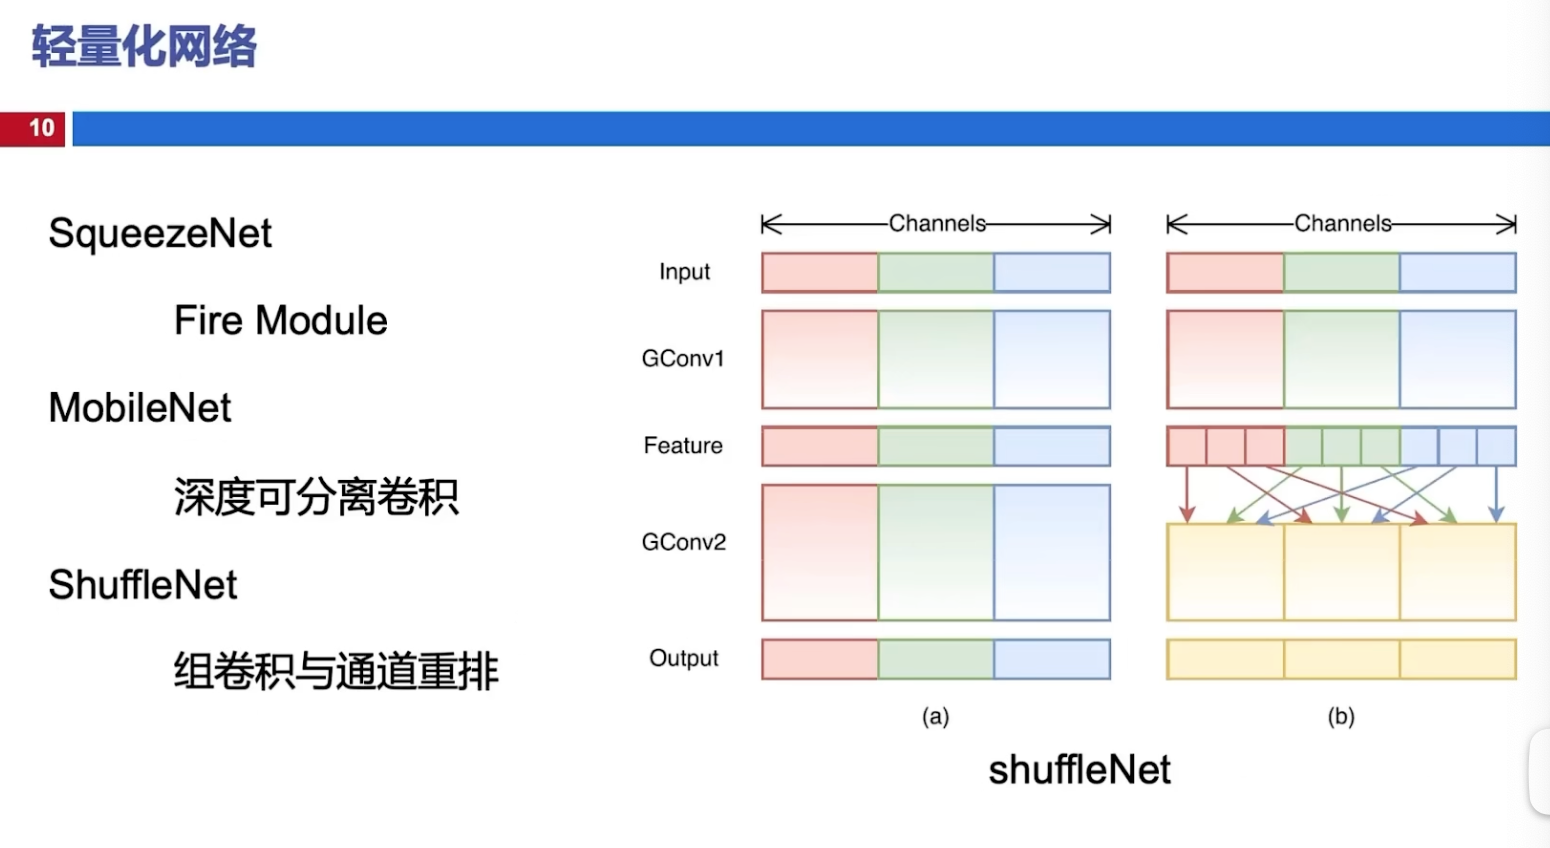 轻量化网络
10
SqueezeNet
Fire Module
MobileNet
深度可分离卷积
ShuffleNet
组卷积与通道重排
Channels
Channels
Input
GConv1
Feature
GConv2
Output
(a)
(b)
shuffleNet